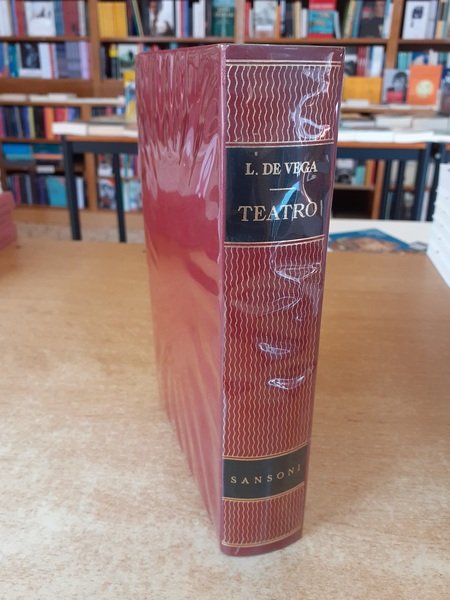 L. DE VEGA
TEATRO
SANSONI